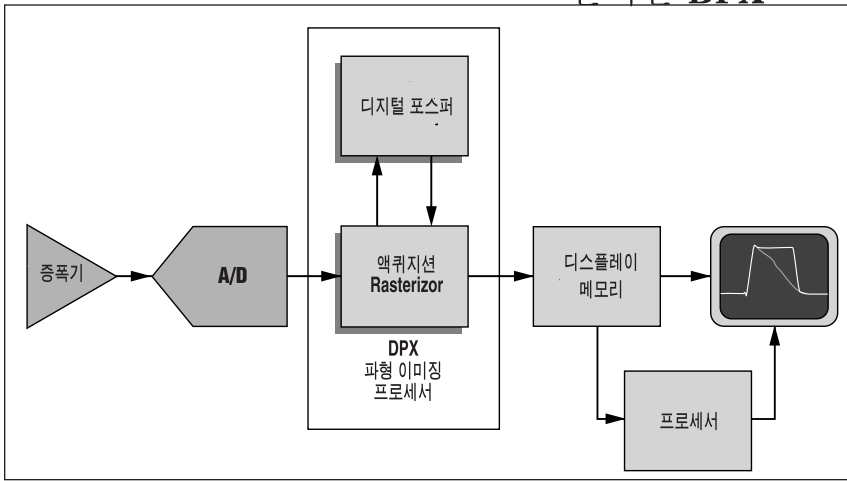 DPX
디지털 포스퍼
증폭기
A/D
액퀴지션
Rasterizor
디스플레이
메모리
DPX
파형 이미징
프로세서
프로세서